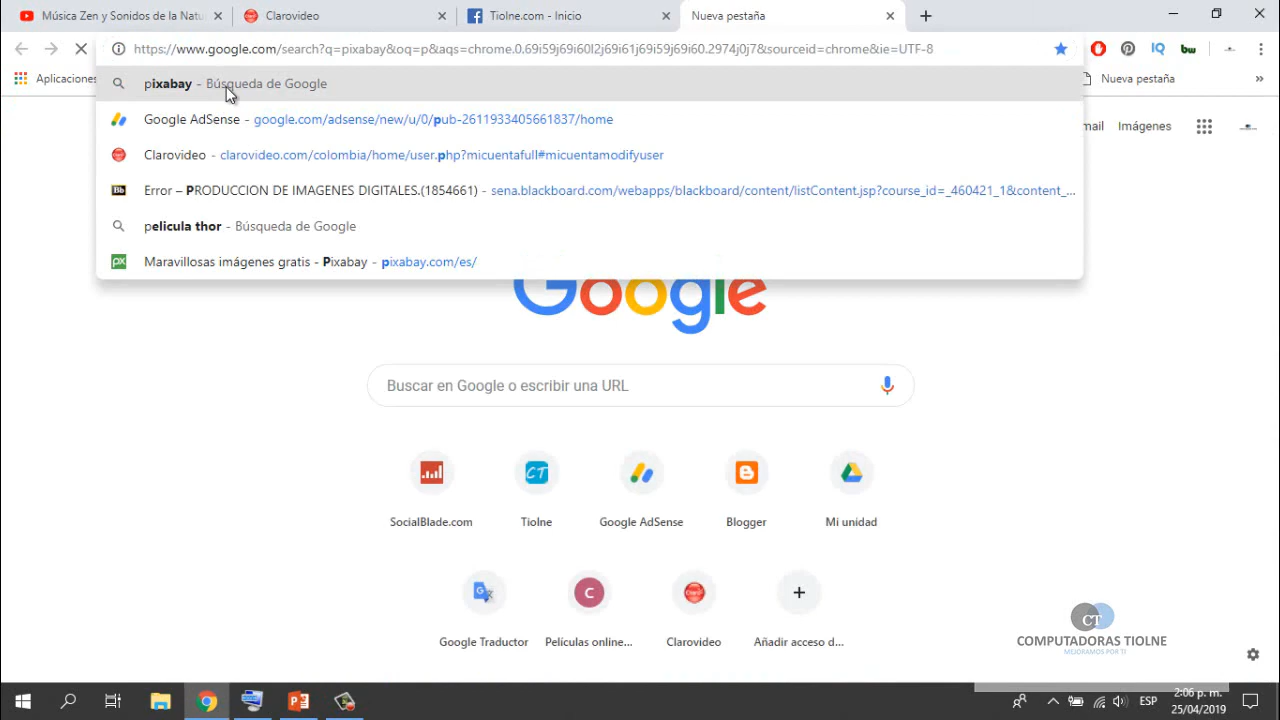 Música Zen y Sonidos de la Natu
Clarovideo
Tiolne.com - Inicio
Nueva pestaña
https://www.google.com/search?q=pixabay&oq=p&aqs=chrome.0.69i59j69i60l2j69i61j69i59j69i60.2974j0j7&sourceid=chrome&ie=UTF-8
Aplicaciones
Nueva pestaña
pixabay - Búsqueda de Google
Google AdSense - google.com/adsense/new/u/0/pub-2611933405661837/home
Clarovideo - clarovideo.com/colombia/home/user.php?micuentafull#micuentamodifyuser
Error – PRODUCCION DE IMAGENES DIGITALES.(1854661) - sena.blackboard.com/webapps/blackboard/content/listContent.jsp?course_id=_460421_1&content_...
pelicula thor - Búsqueda de Google
Maravillosas imágenes gratis - Pixabay - pixabay.com/es/
mail Imágenes
Google
Buscar en Google o escribir una URL
SocialBlade.com
Tiolne
Google AdSense
Blogger
Mi unidad
Google Traductor
Películas online...
Clarovideo
Añadir acceso d...
CT
COMPUTADORAS TIOLNE
MEJORAMOS POR TI
ESP
2:06 p. m.
25/04/2019